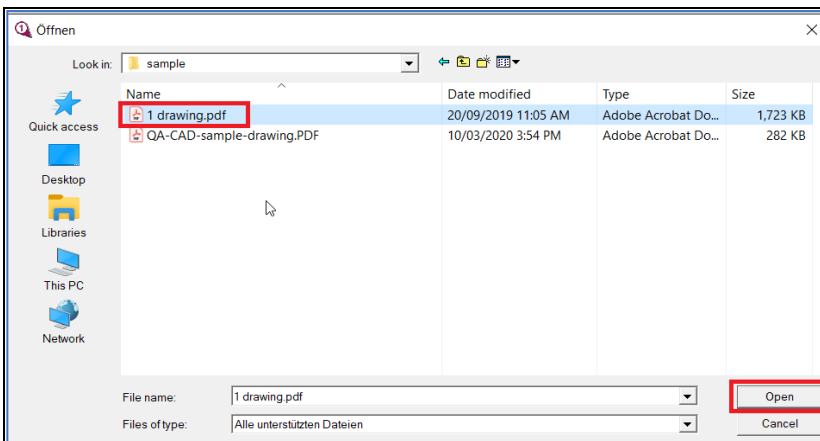 Öffnen
Look in: sample
Name Date modified Type Size
1 drawing.pdf 20/09/2019 11:05 AM Adobe Acrobat Do... 1,723 KB
QA-CAD-sample-drawing.PDF 10/03/2020 3:54 PM Adobe Acrobat Do... 282 KB
Quick access
Desktop
Libraries
This PC
Network
File name: 1 drawing.pdf Open
Files of type: Alle unterstützten Dateien Cancel